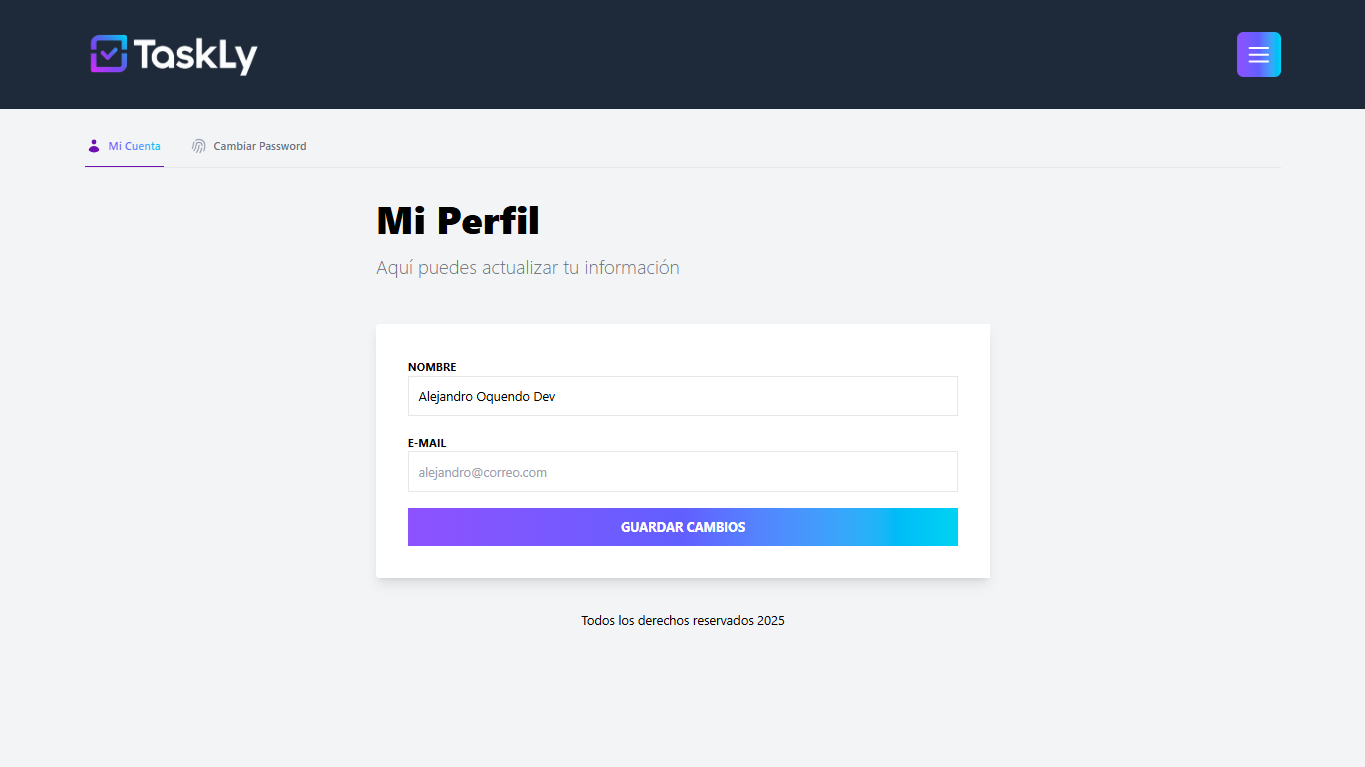 TaskLy
Mi Cuenta
Cambiar Password
Mi Perfil
Aquí puedes actualizar tu información
NOMBRE
Alejandro Oquendo Dev
E-MAIL
alejandro@correo.com
GUARDAR CAMBIOS
Todos los derechos reservados 2025